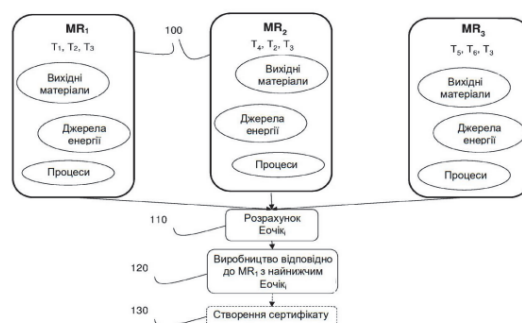 MR₁
T₁, T₂, T₃
Вихідні
матеріали
Джерела
енергії
Процеси
100
MR₂
T₄, T₂, T₃
Вихідні
матеріали
Джерела
енергії
Процеси
MR₃
T₅, T₆, T₃
Вихідні
матеріали
Джерела
енергії
Процеси
110
Розрахунок
Еочікᵢ
120
Виробництво відповідно
до MR₁ з найнижчим
Еочікᵢ
130
Створення сертифікату